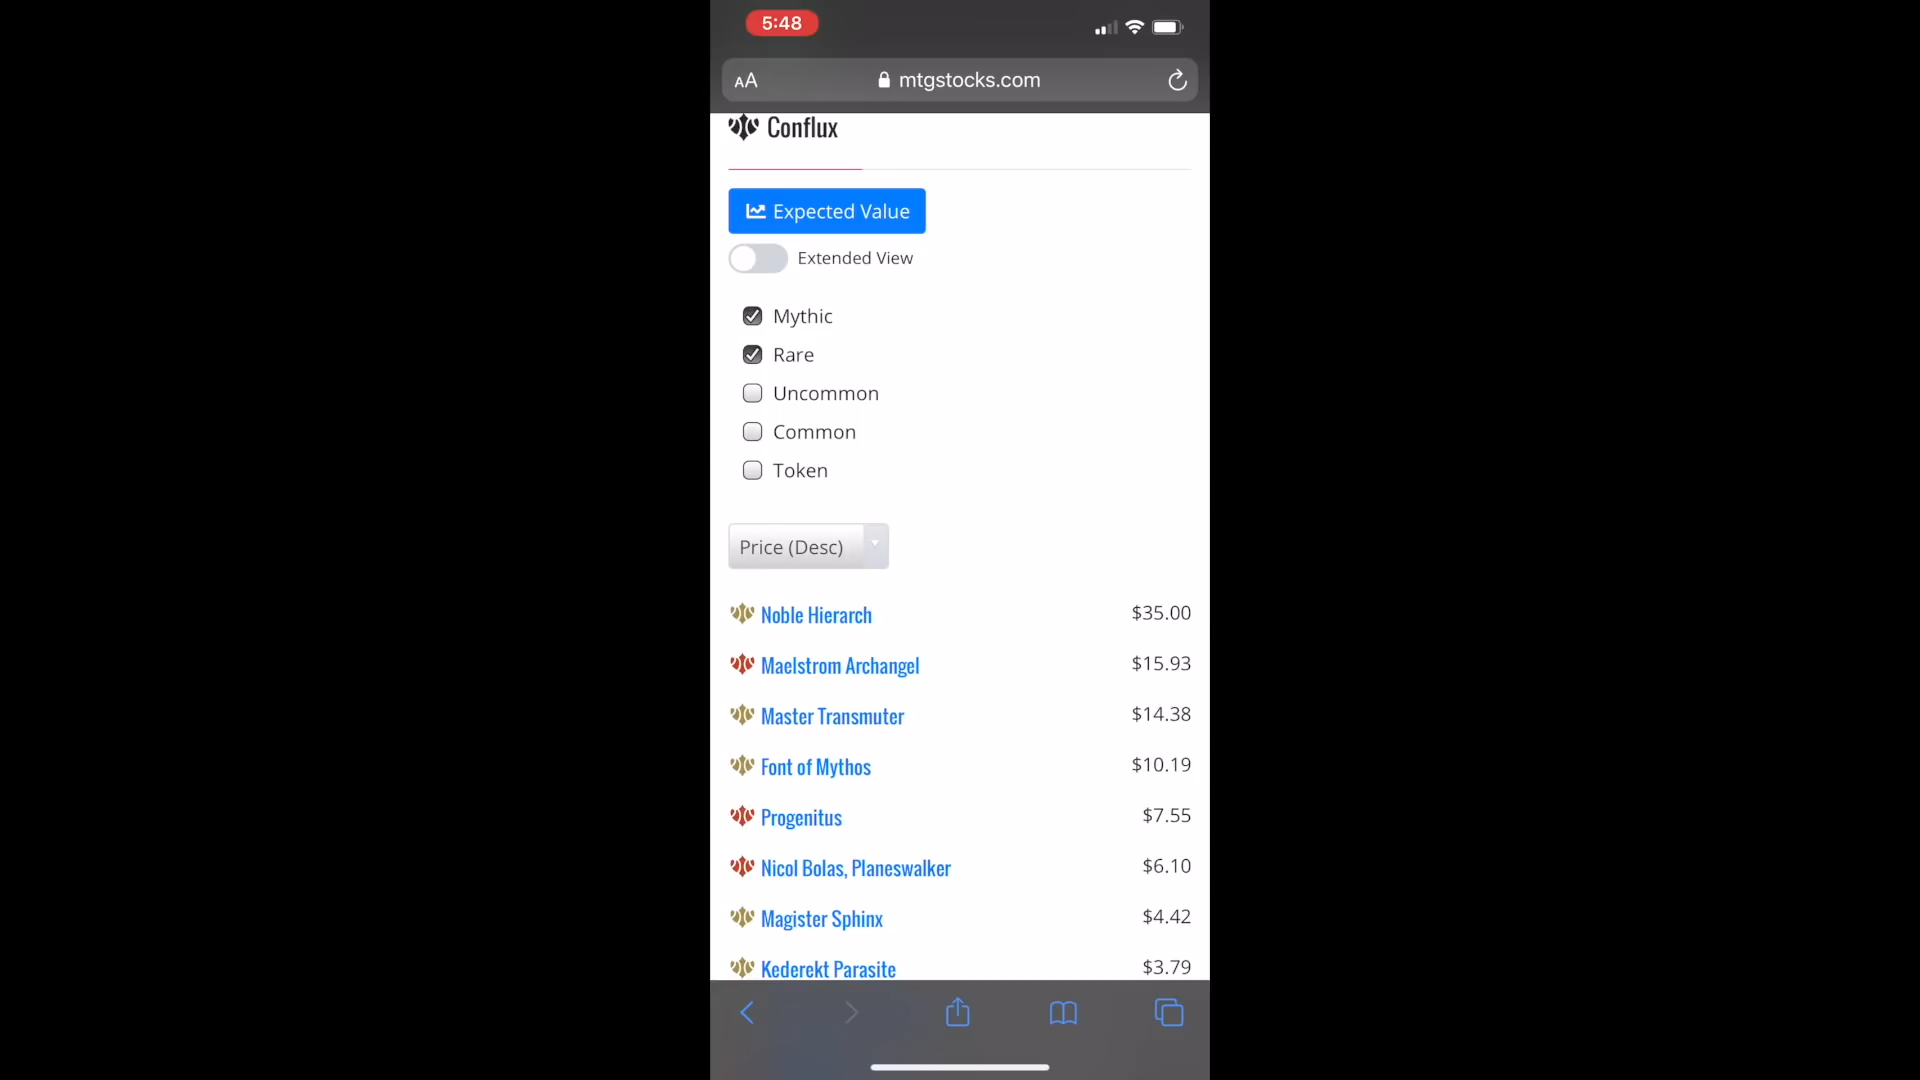 5:48
AA mtgstocks.com
Conflux
Expected Value
Extended View
Mythic
Rare
Uncommon
Common
Token
Price (Desc)
Noble Hierarch $35.00
Maelstrom Archangel $15.93
Master Transmuter $14.38
Font of Mythos $10.19
Progenitus $7.55
Nicol Bolas, Planeswalker $6.10
Magister Sphinx $4.42
Kederekt Parasite $3.79